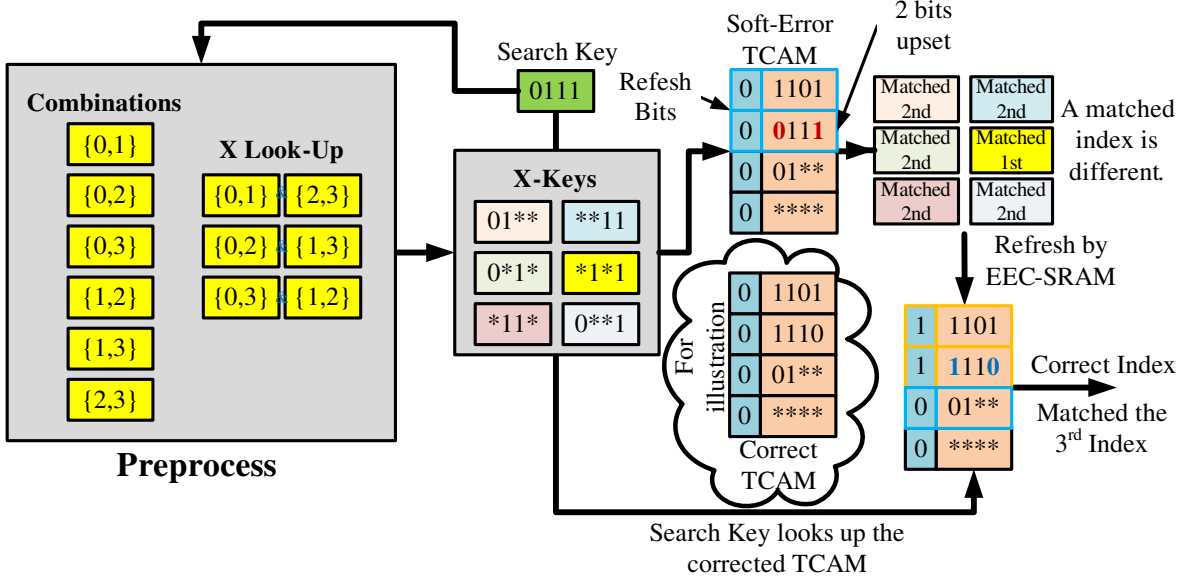 Combinations
{0,1}
{0,2}
{0,3}
{1,2}
{1,3}
{2,3}
X Look-Up
{0,1} & {2,3}
{0,2} & {1,3}
{0,3} & {1,2}
Preprocess
Search Key
0111
X-Keys
01** **11
0*1* *1*1
*11* 0**1
Soft-Error
TCAM
Refesh
Bits
2 bits
upset
0 1101
0 0111
0 01**
0 ****
Matched Matched
2nd 2nd
Matched Matched
2nd 1st
Matched Matched
2nd 2nd
A matched
index is
different.
For
illustration
0 1101
0 1110
0 01**
0 ****
Correct
TCAM
Refresh by
EEC-SRAM
1 1101
1 1110
0 01**
0 ****
Correct Index
Matched the
3rd Index
Search Key looks up the
corrected TCAM